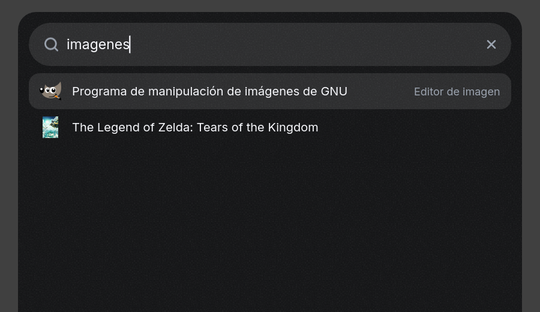 imagenes
Programa de manipulación de imágenes de GNU Editor de imagen
The Legend of Zelda: Tears of the Kingdom